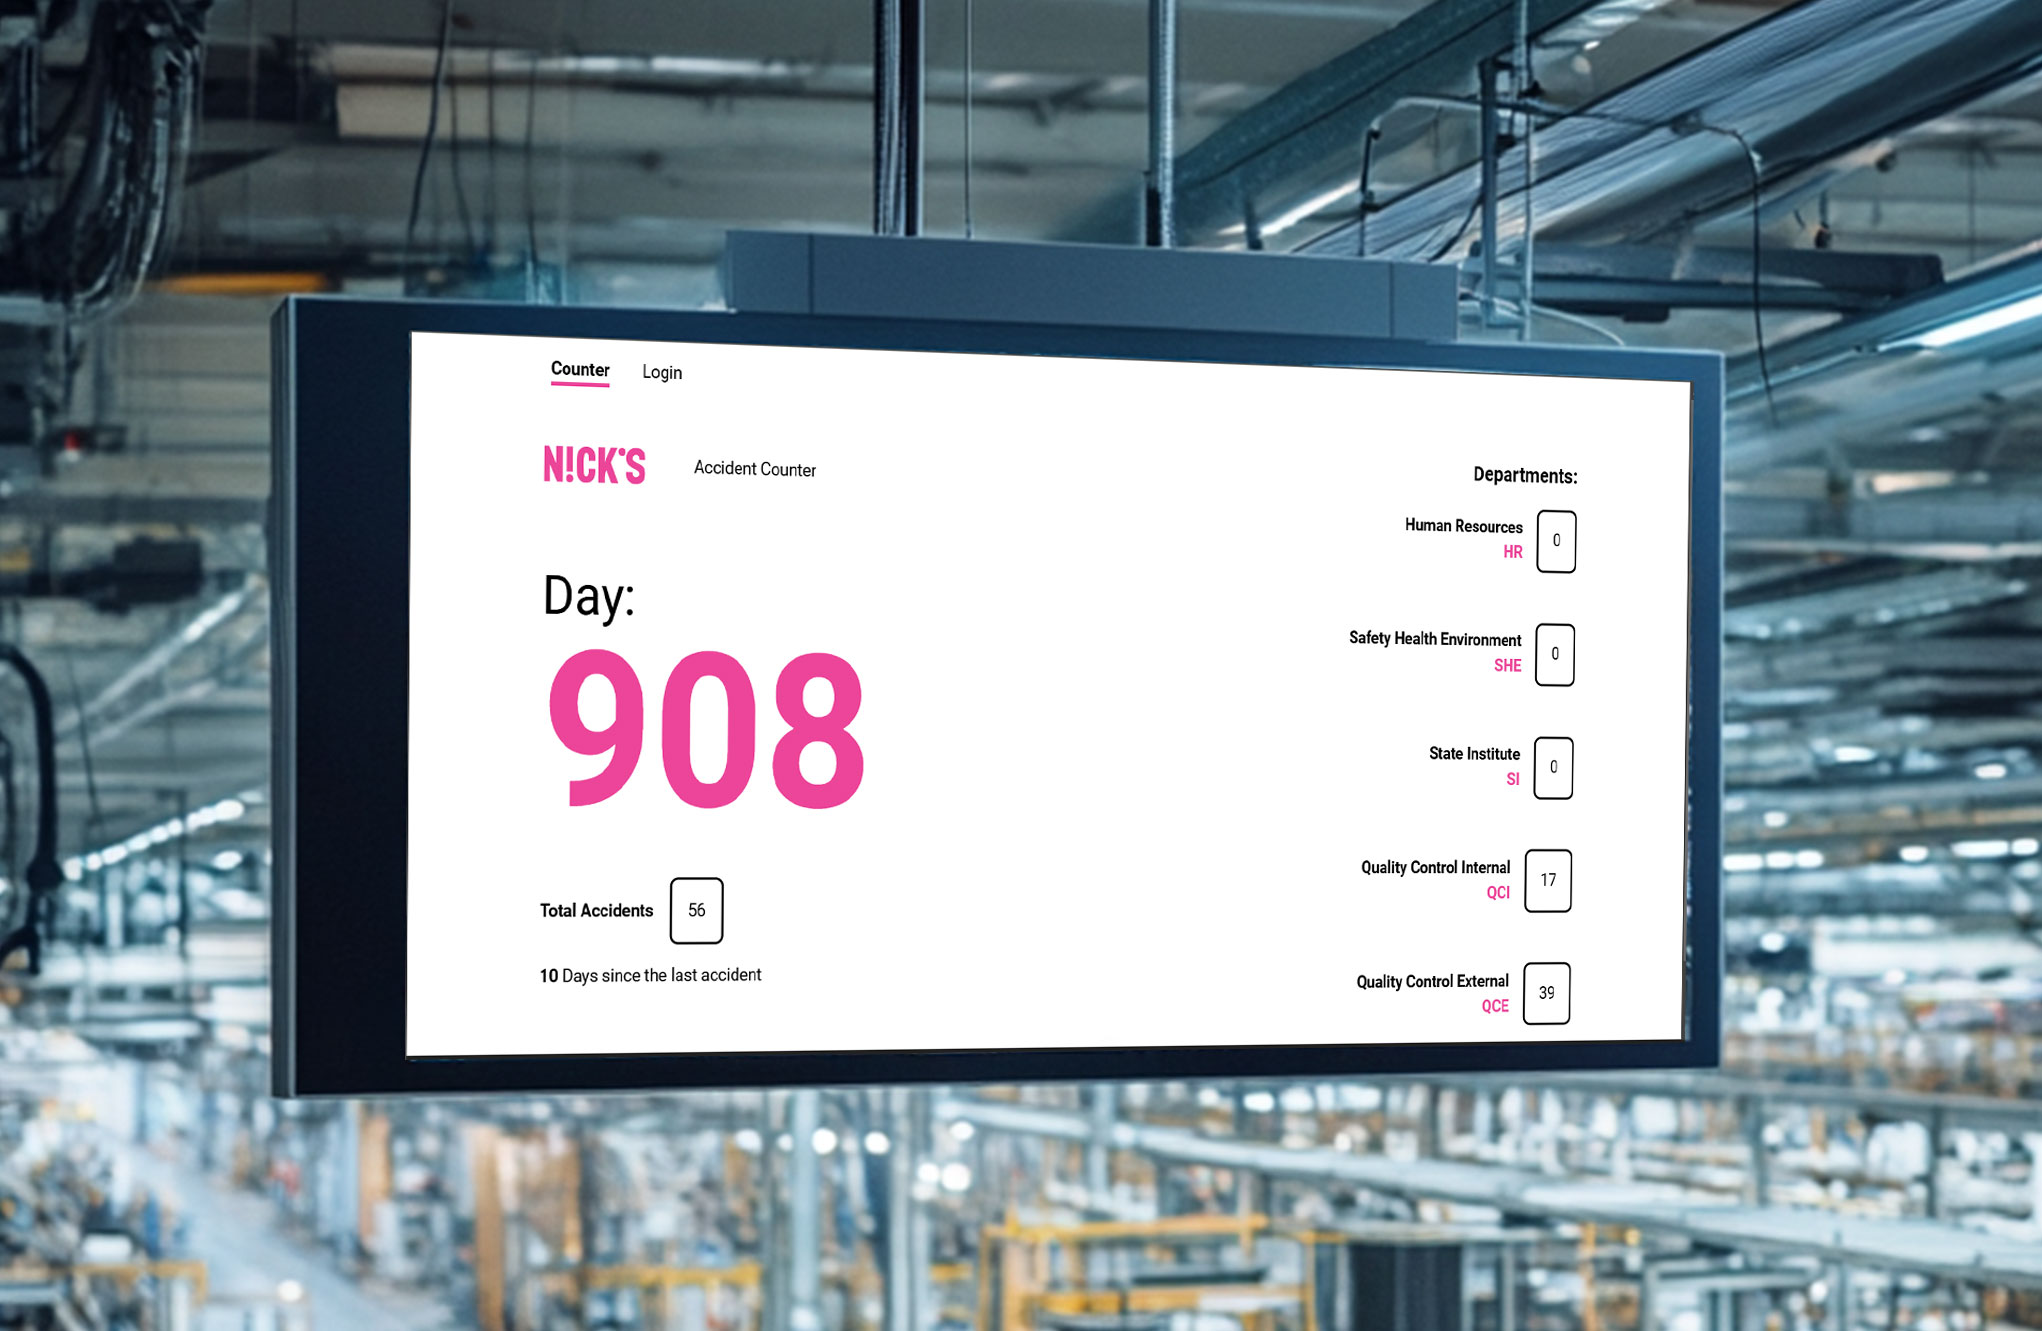 Counter Login
N!CK'S Accident Counter
Day:
908
Total Accidents 56
10 Days since the last accident
Departments:
Human Resources
HR
0
Safety Health Environment
SHE
0
State Institute
SI
0
Quality Control Internal
QCI
17
Quality Control External
QCE
39